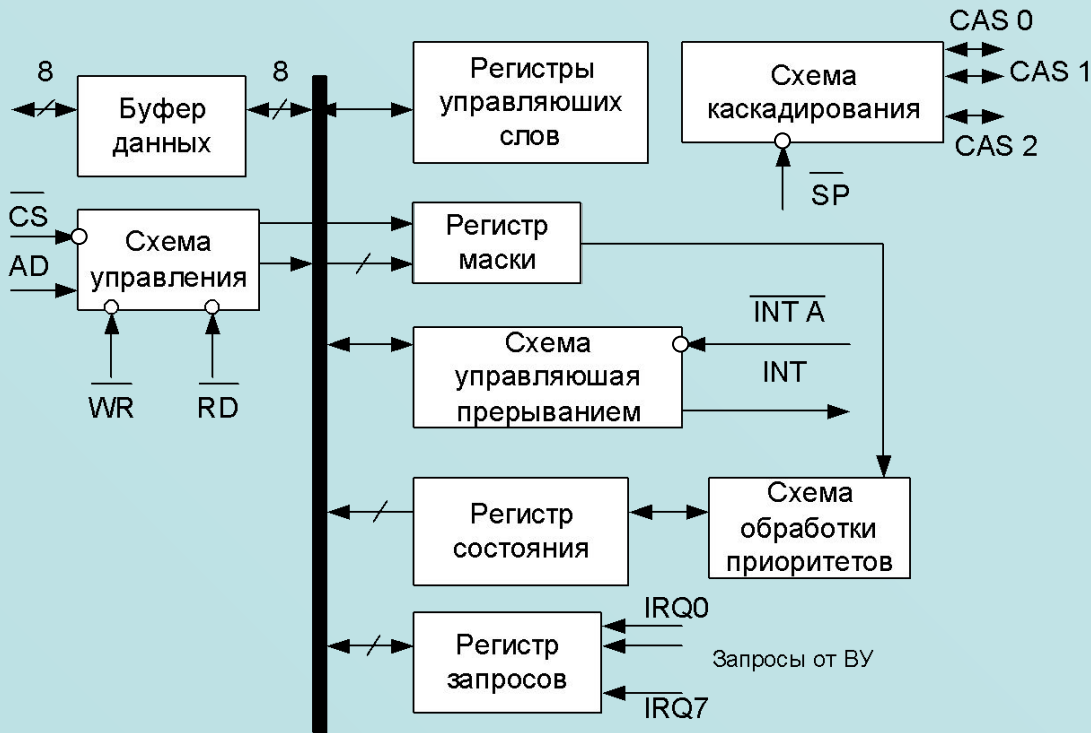 8
8
Буфер
данных
Регистры
управляюших
слов
Схема
каскадирования
CAS 0
CAS 1
CAS 2
SP
CS
AD
Схема
управления
WR
RD
Регистр
маски
Схема
управляюшая
прерыванием
INT A
INT
Регистр
состояния
Схема
обработки
приоритетов
Регистр
запросов
IRQ0
Запросы от ВУ
IRQ7